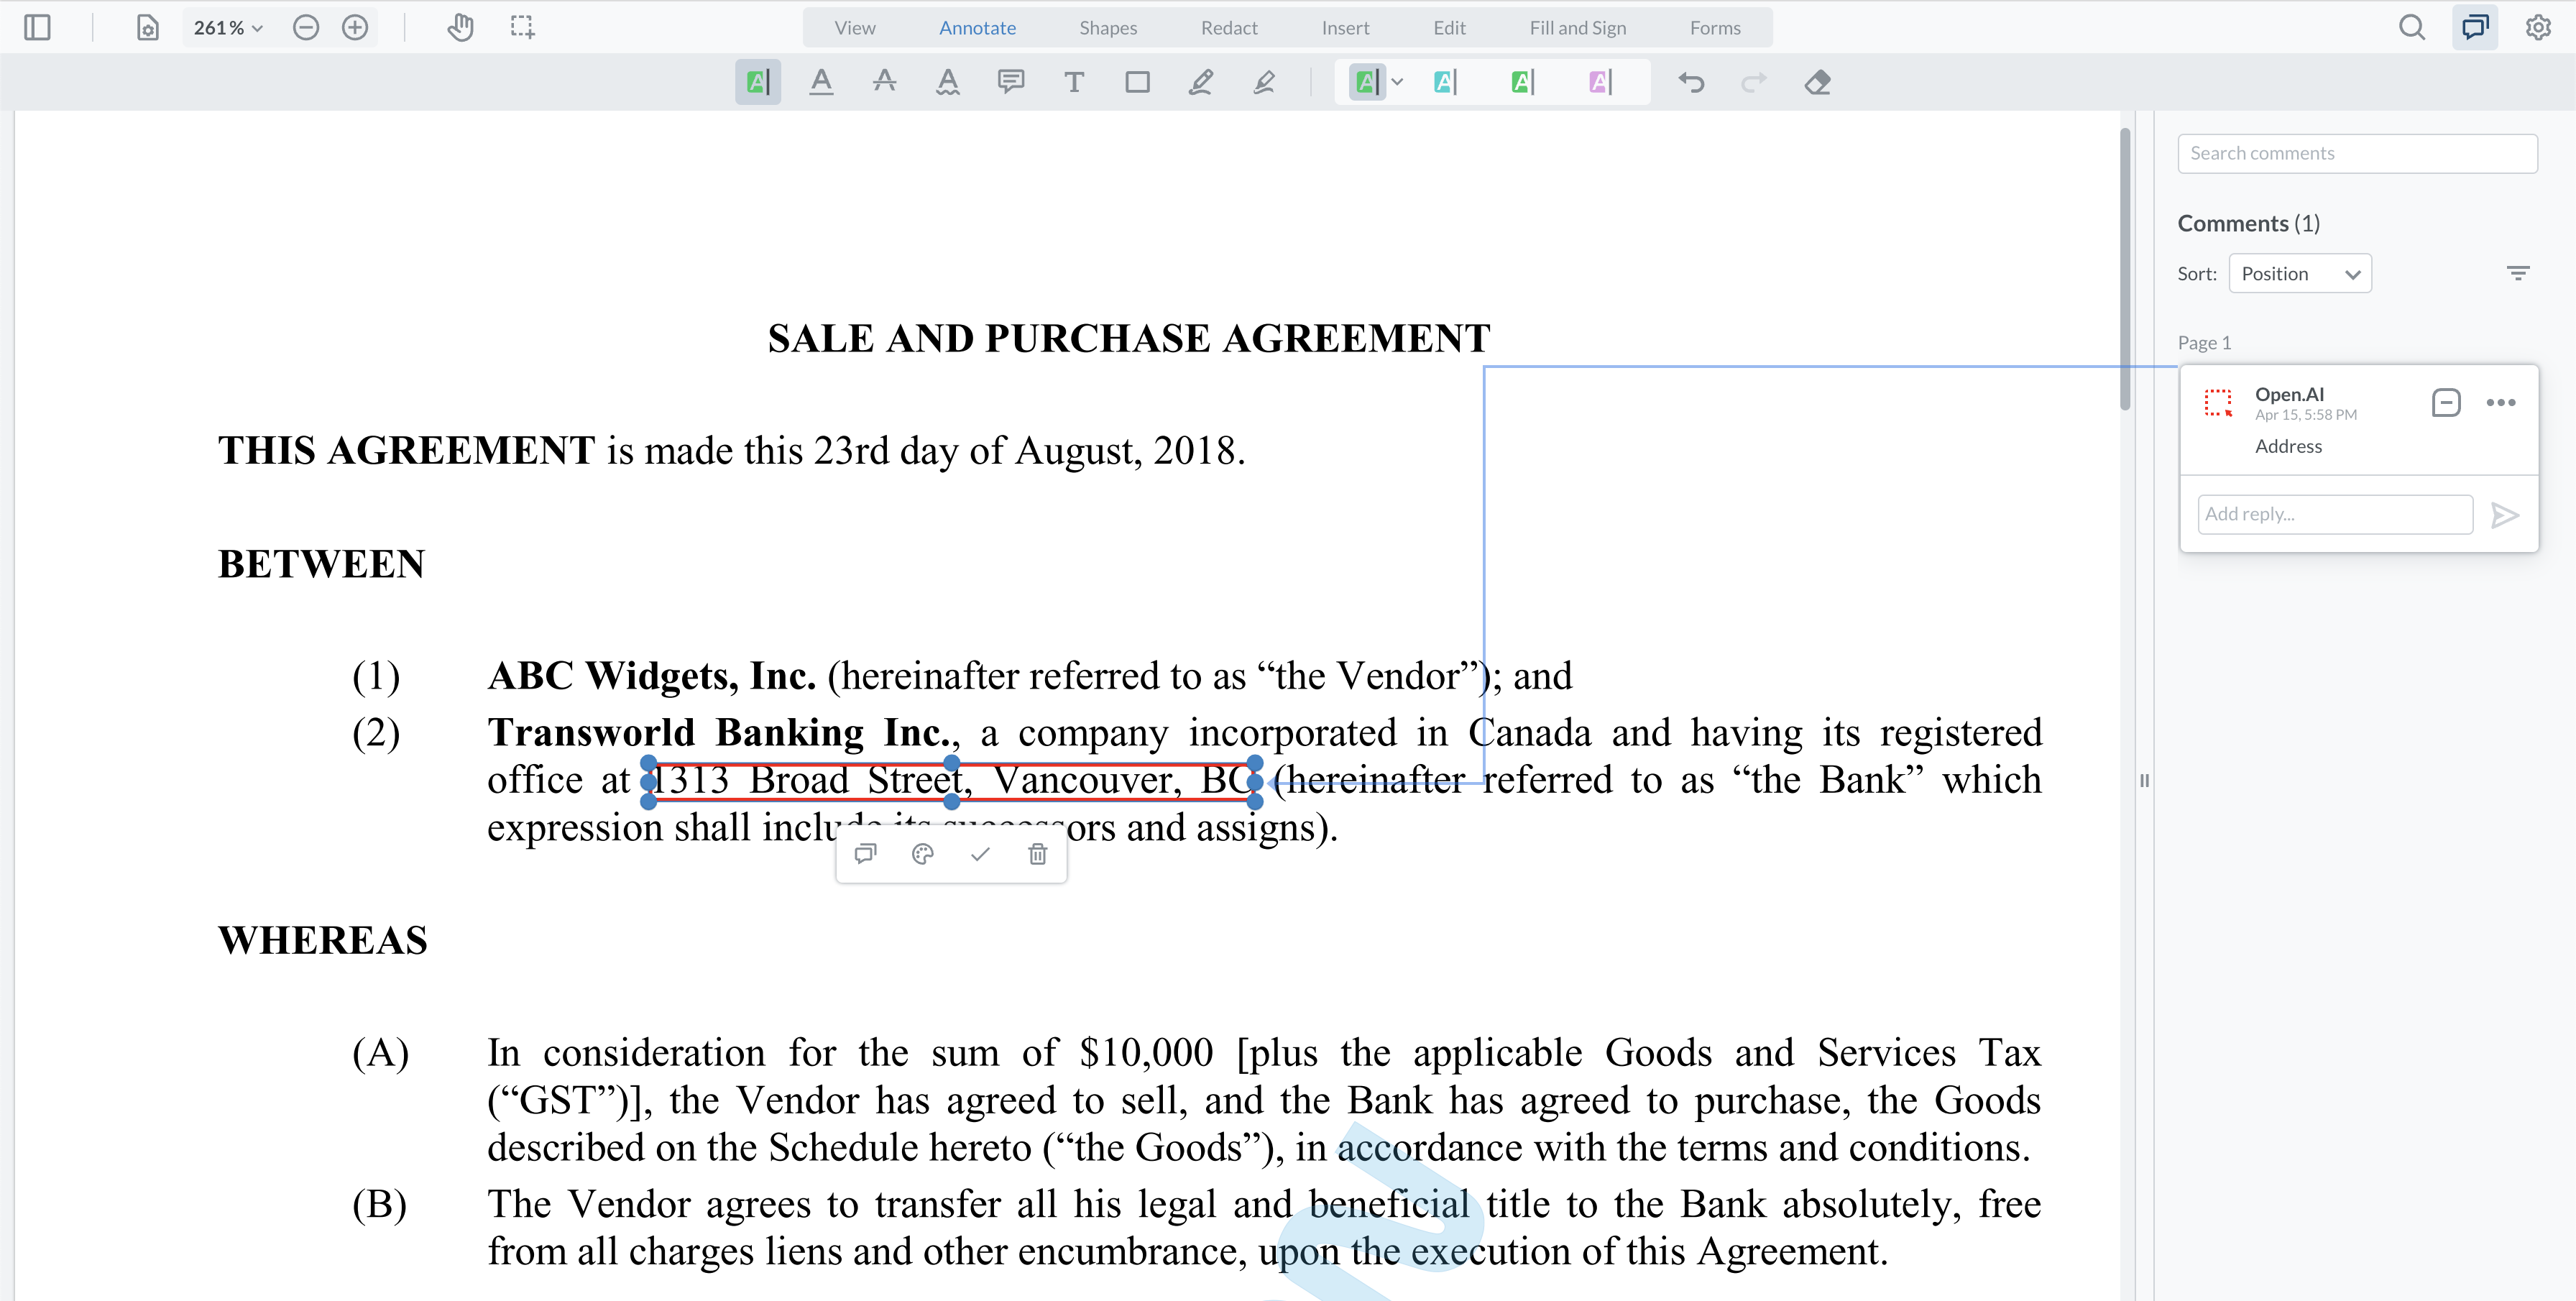 261%
View Annotate Shapes Redact Insert Edit Fill and Sign Forms
Search comments
Comments (1)
Sort: Position
Page 1
Open.AI
Apr 15, 5:58 PM
Address
Add reply...
SALE AND PURCHASE AGREEMENT
THIS AGREEMENT is made this 23rd day of August, 2018.
BETWEEN
(1) ABC Widgets, Inc. (hereinafter referred to as “the Vendor”); and
(2) Transworld Banking Inc., a company incorporated in Canada and having its registered
office at 1313 Broad Street, Vancouver, BC (hereinafter referred to as “the Bank” which
expression shall include its successors and assigns).
WHEREAS
(A) In consideration for the sum of $10,000 [plus the applicable Goods and Services Tax
(“GST”)], the Vendor has agreed to sell, and the Bank has agreed to purchase, the Goods
described on the Schedule hereto (“the Goods”), in accordance with the terms and conditions.
(B) The Vendor agrees to transfer all his legal and beneficial title to the Bank absolutely, free
from all charges liens and other encumbrance, upon the execution of this Agreement.